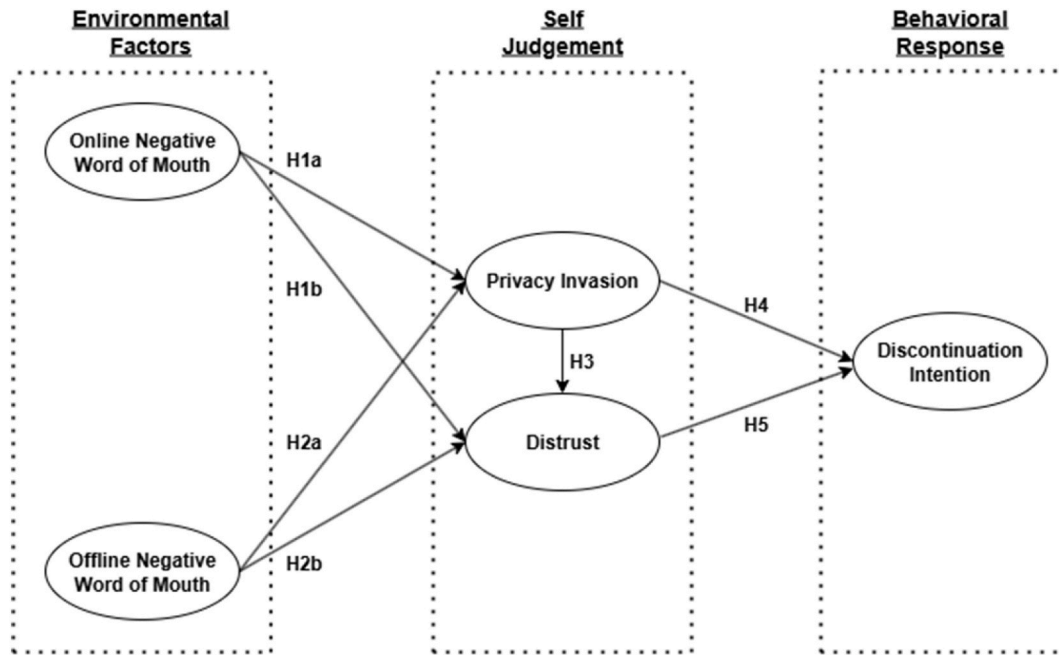 Environmental
Factors
Self
Judgement
Behavioral
Response
Online Negative
Word of Mouth
H1a
H1b
Privacy Invasion
H4
H3
Discontinuation
Intention
H2a
Distrust
H5
Offline Negative
Word of Mouth
H2b